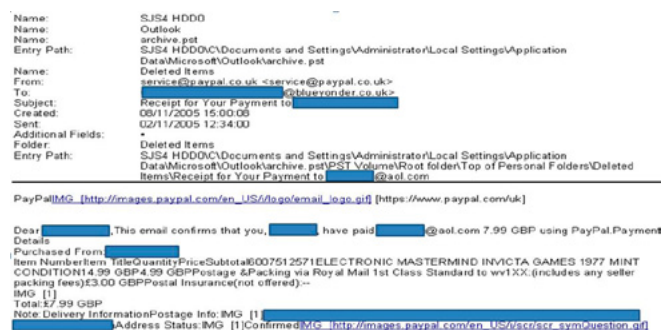 Name: SJS4 HDD0
Name: Outlook
Name: archive.pst
Entry Path: SJS4 HDD0\C\Documents and Settings\Administrator\Local Settings\Application
Data\Microsoft\Outlook\archive.pst
Name: Deleted Items
From: service@paypal.co.uk <service@paypal.co.uk>
To: @blueyonder.co.uk>
Subject: Receipt for Your Payment to
Created: 08/11/2005 15:00:08
Sent: 02/11/2005 12:34:00
Additional Fields: •
Folder: Deleted Items
Entry Path: SJS4 HDD0\C\Documents and Settings\Administrator\Local Settings\Application
Data\Microsoft\Outlook\archive.pst\PST Volume\Root folder\Top of Personal Folders\Deleted
Items\Receipt for Your Payment to @aol.com
PayPalIMG [http://images.paypal.com/en_US/i/logo/email_logo.gif] [https://www.paypal.com/uk]
Dear ,This email confirms that you, , have paid @aol.com 7.99 GBP using PayPal.Payment
Details
Purchased From:
Item NumberItem TitleQuantityPriceSubtotal6007512571ELECTRONIC MASTERMIND INVICTA GAMES 1977 MINT
CONDITION14.99 GBP4.99 GBPPostage &Packing via Royal Mail 1st Class Standard to wv1XX:(includes any seller
packing fees)£3.00 GBPPostal Insurance(not offered):--
IMG [1]
Total:£7.99 GBP
Note: Delivery InformationPostage Info:IMG [1]
Address Status:IMG [1]ConfirmedIMG [http://images.paypal.com/en_US/i/scr/scr_symQuestion.gif]